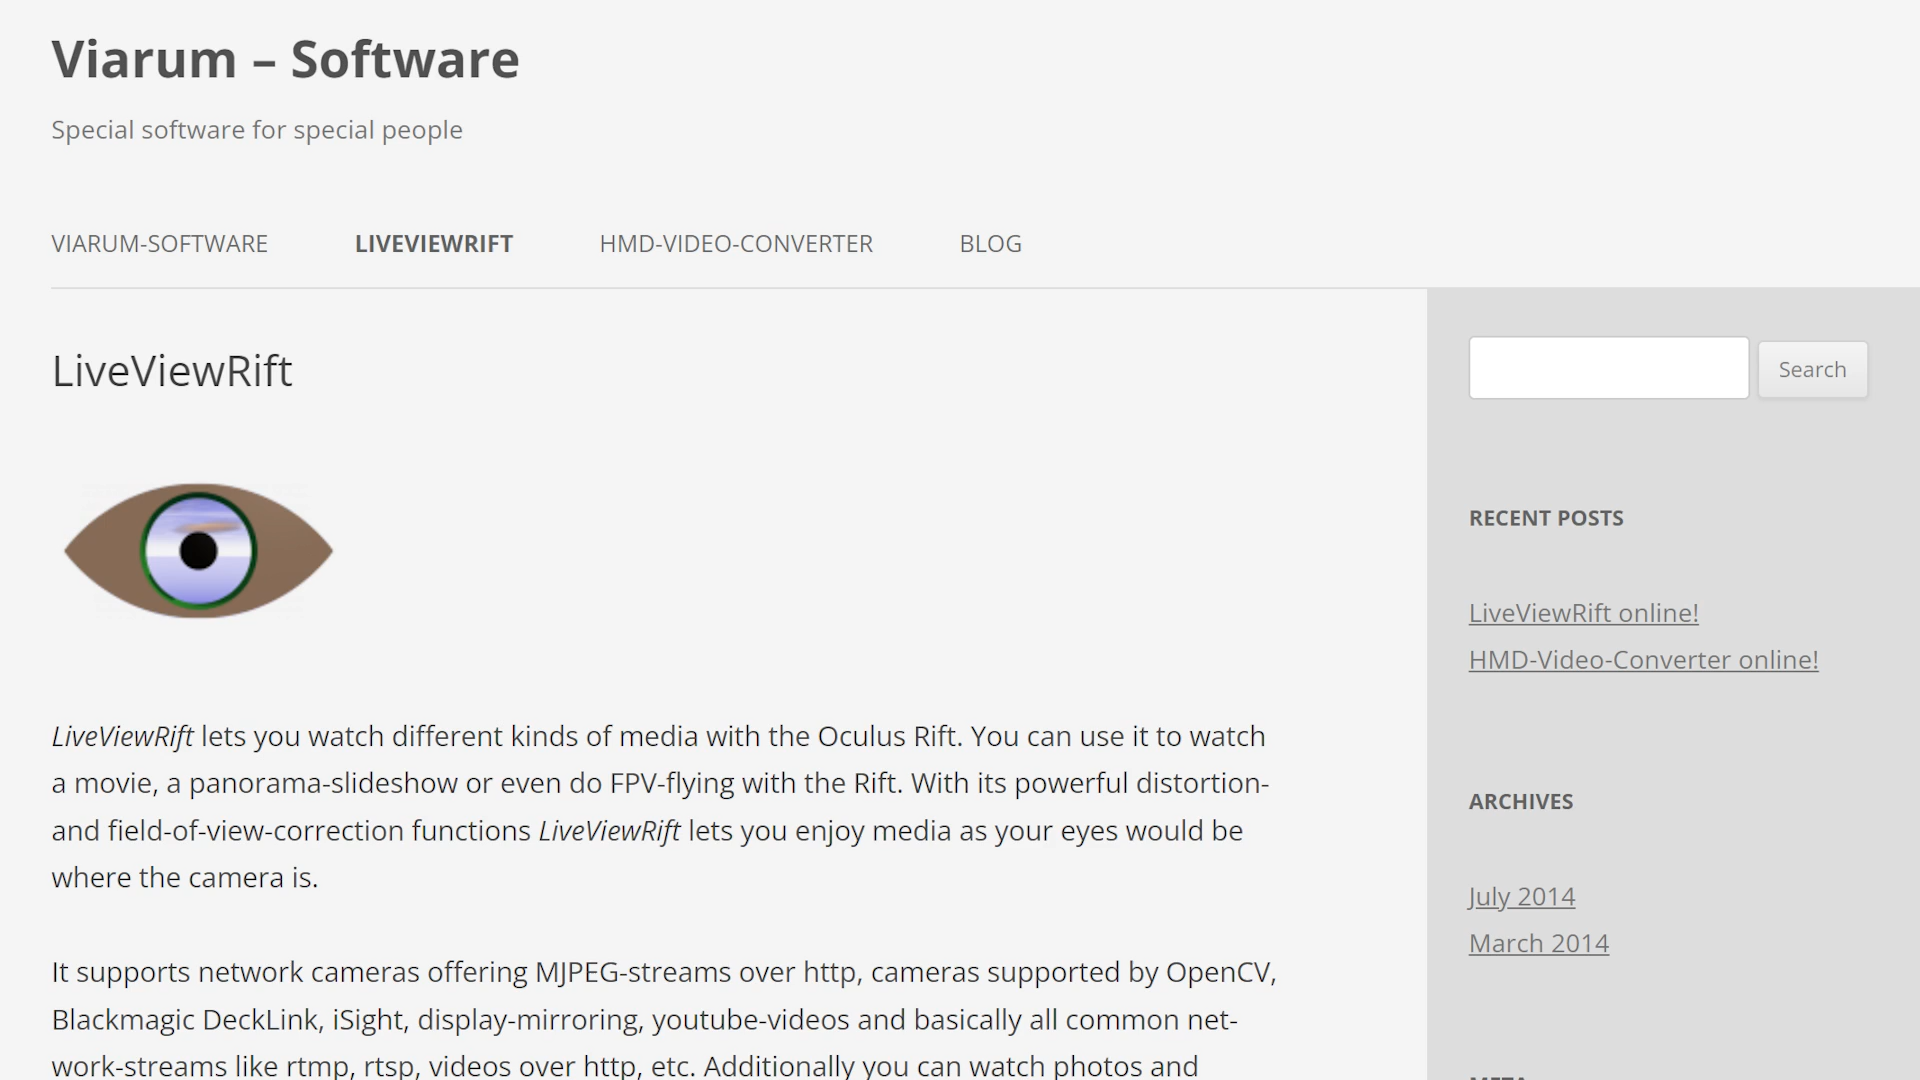 Viarum – Software
Special software for special people
VIARUM-SOFTWARE LIVEVIEWRIFT HMD-VIDEO-CONVERTER BLOG
LiveViewRift
LiveViewRift lets you watch different kinds of media with the Oculus Rift. You can use it to watch
a movie, a panorama-slideshow or even do FPV-flying with the Rift. With its powerful distortion-
and field-of-view-correction functions LiveViewRift lets you enjoy media as your eyes would be
where the camera is.
It supports network cameras offering MJPEG-streams over http, cameras supported by OpenCV,
Blackmagic DeckLink, iSight, display-mirroring, youtube-videos and basically all common net-
work-streams like rtmp, rtsp, videos over http, etc. Additionally you can watch photos and
Search
RECENT POSTS
LiveViewRift online!
HMD-Video-Converter online!
ARCHIVES
July 2014
March 2014
META